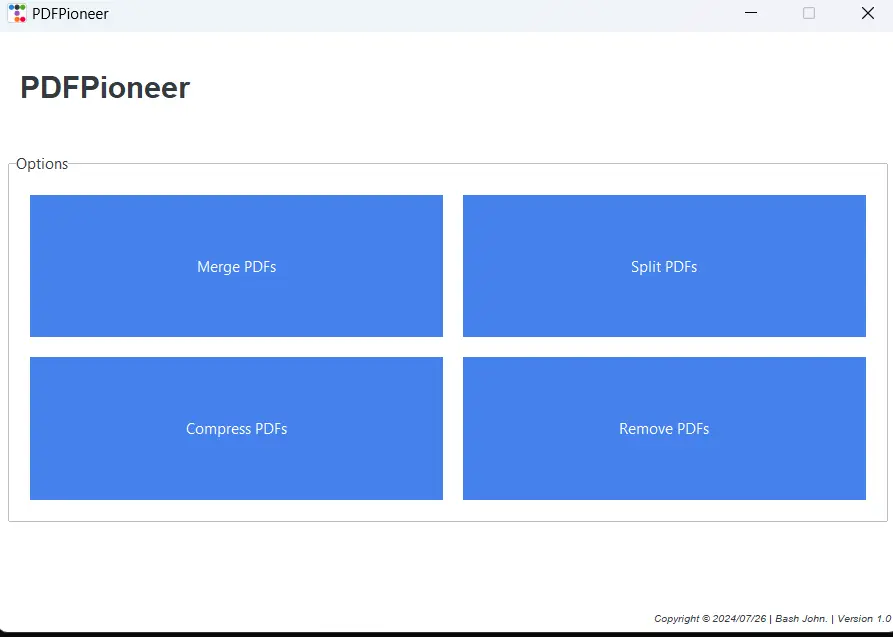 PDFPioneer
PDFPioneer
Options
Merge PDFs
Split PDFs
Compress PDFs
Remove PDFs
Copyright © 2024/07/26 | Bash John. | Version 1.0